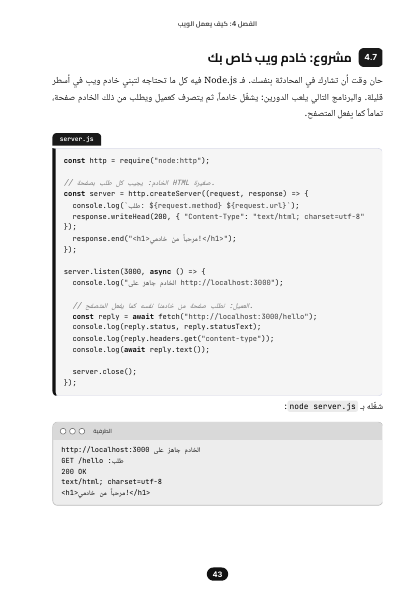 الفصل 4: كيف يعمل الويب
4.7 مشروع: خادم ويب خاص بك
حان وقت أن تشارك في المحادثة بنفسك. فـ Node.js فيه كل ما تحتاجه لتبني خادم ويب في أسطر
قليلة. والبرنامج التالي يلعب الدورين: يشغّل خادماً، ثم يتصرف كعميل ويطلب من ذلك الخادم صفحة،
تماماً كما يفعل المتصفح.
server.js
const http = require("node:http");
// الخادم: يجيب كل طلب بصفحة HTML صغيرة.
const server = http.createServer((request, response) => {
console.log(`طلب: ${request.method} ${request.url}`);
response.writeHead(200, { "Content-Type": "text/html; charset=utf-8"
});
response.end("<h1>مرحباً من خادمي!</h1>");
});
server.listen(3000, async () => {
console.log("الخادم جاهز على http://localhost:3000");
// العميل: نطلب صفحة من خادمنا نفسه كما يفعل المتصفح.
const reply = await fetch("http://localhost:3000/hello");
console.log(reply.status, reply.statusText);
console.log(reply.headers.get("content-type"));
console.log(await reply.text());
server.close();
});
شغّله بـ node server.js:
الطرفية
الخادم جاهز على http://localhost:3000
طلب: GET /hello
200 OK
text/html; charset=utf-8
<h1>مرحباً من خادمي!</h1>
43